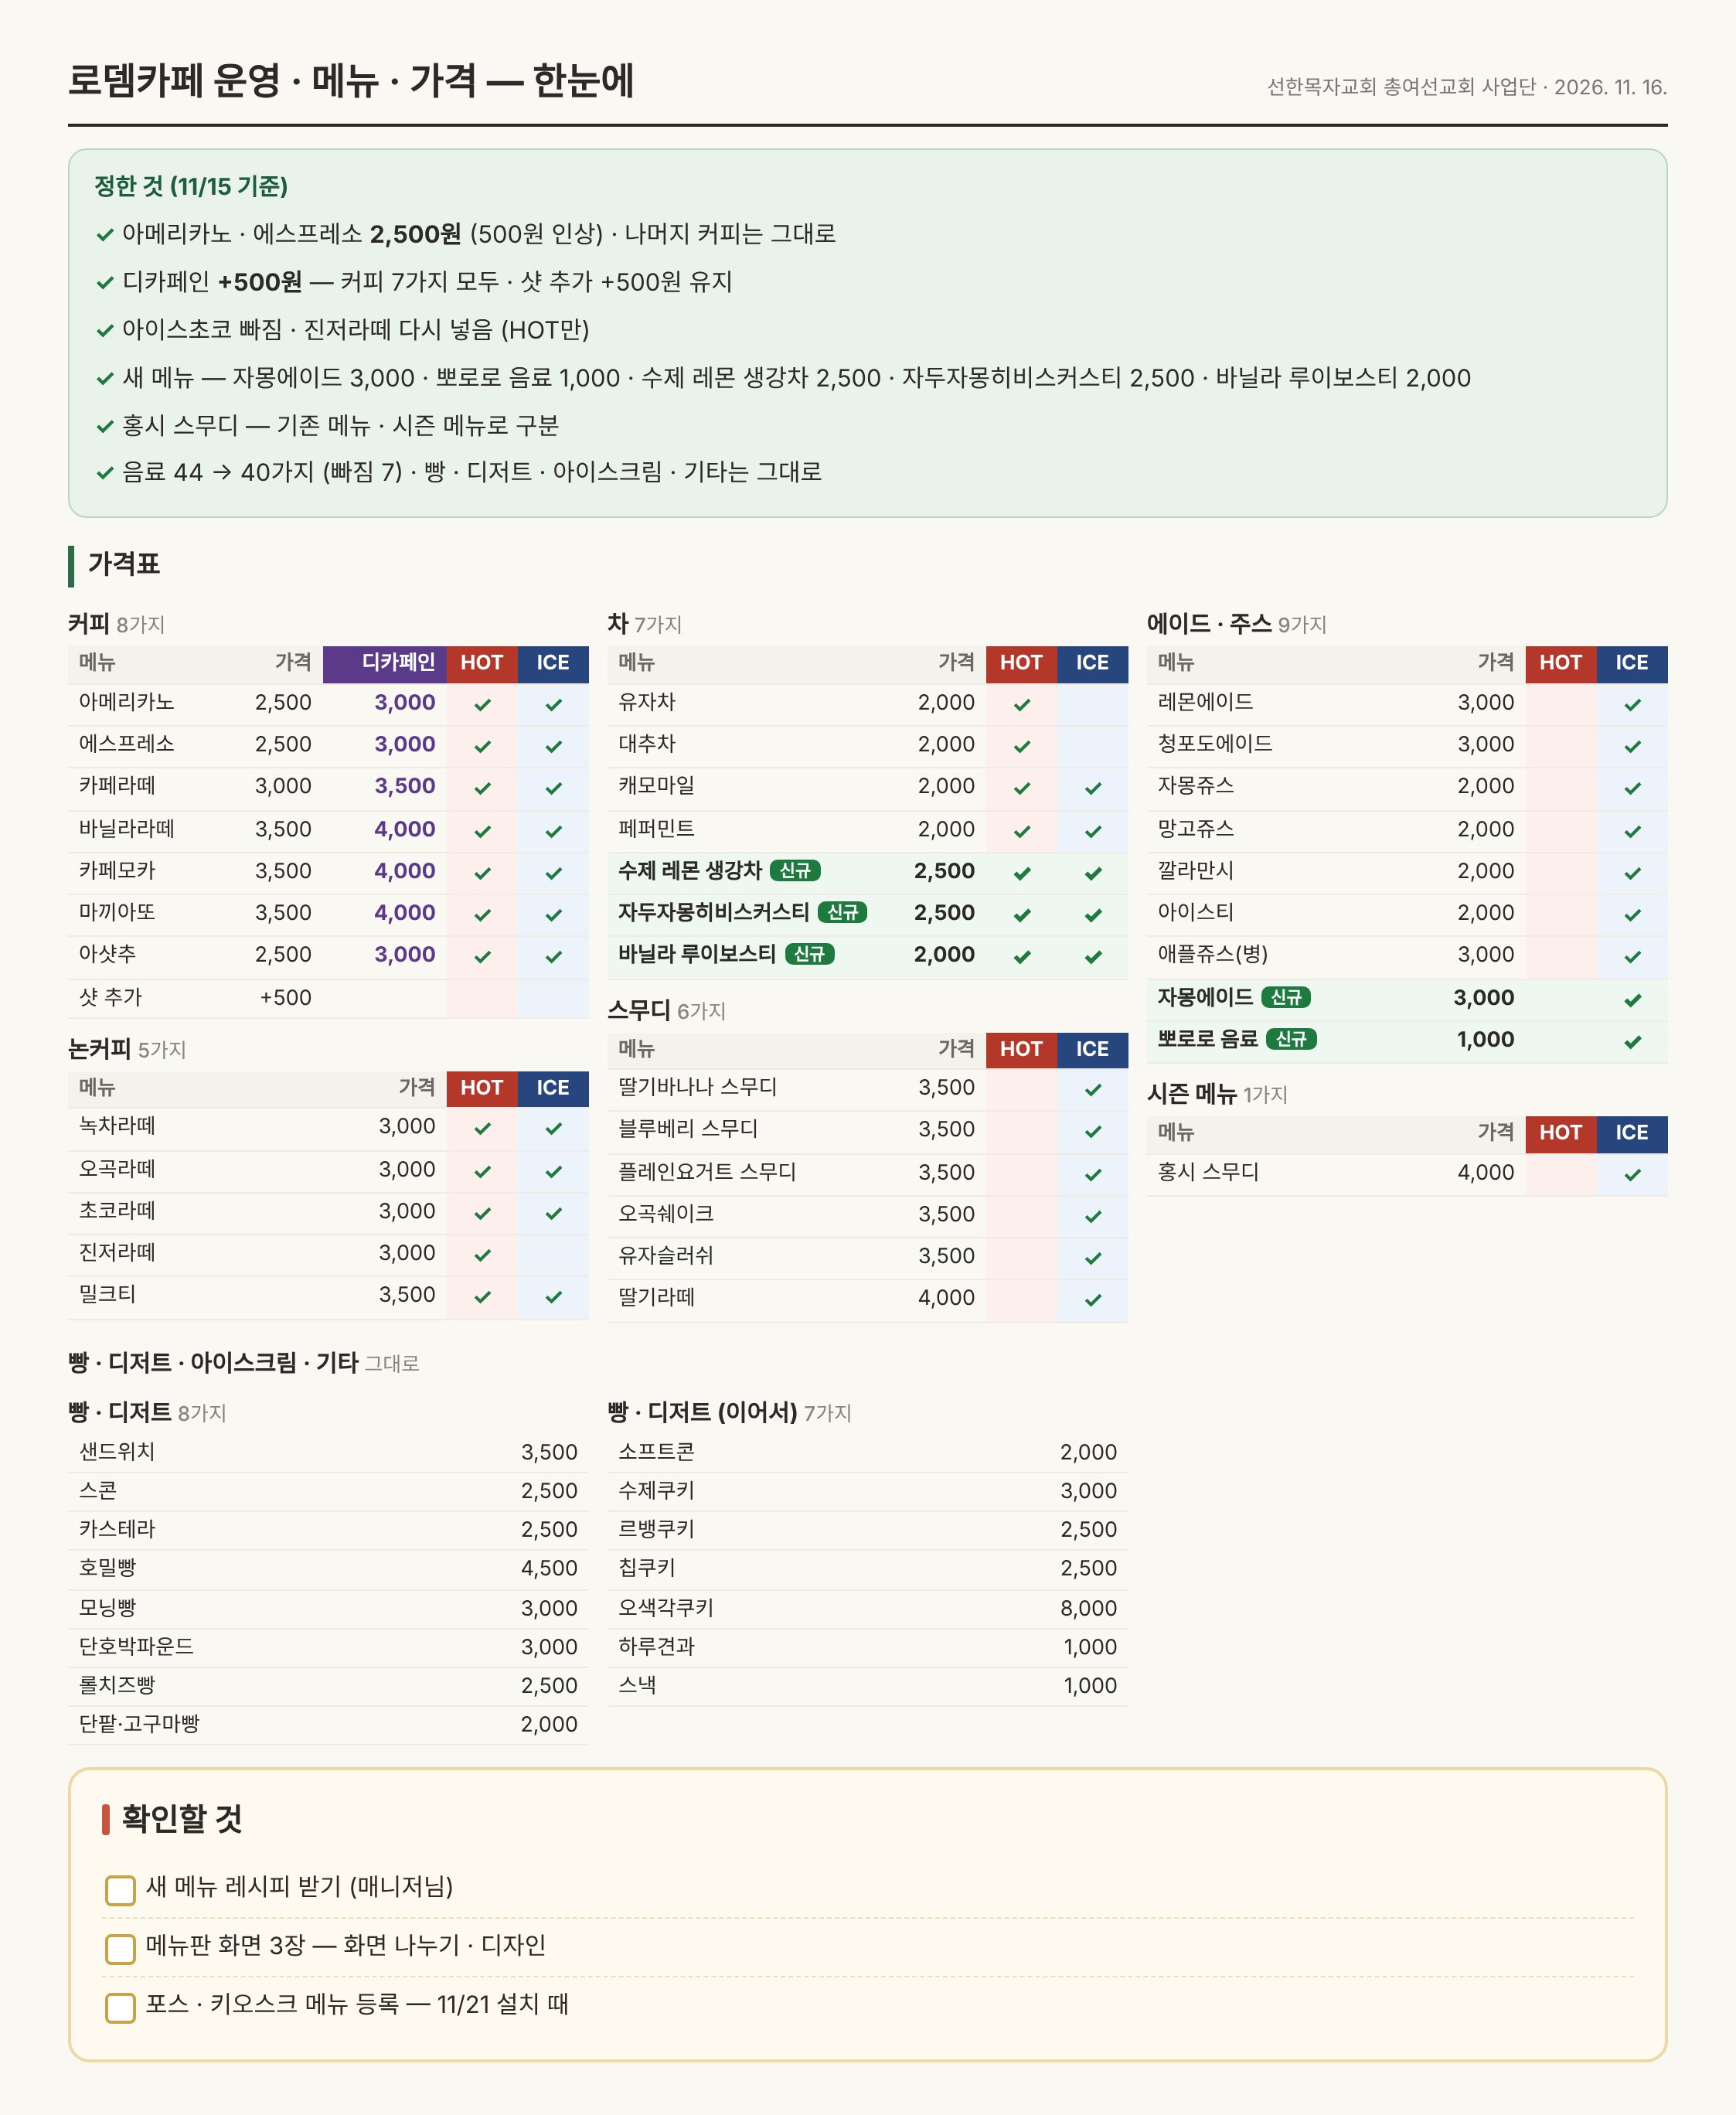 로뎀카페 운영 · 메뉴 · 가격 — 한눈에
선한목자교회 총여선교회 사업단 · 2026. 11. 16.
정한 것 (11/15 기준)
✓ 아메리카노 · 에스프레소 2,500원 (500원 인상) · 나머지 커피는 그대로
✓ 디카페인 +500원 — 커피 7가지 모두 · 샷 추가 +500원 유지
✓ 아이스초코 빠짐 · 진저라떼 다시 넣음 (HOT만)
✓ 새 메뉴 — 자몽에이드 3,000 · 뽀로로 음료 1,000 · 수제 레몬 생강차 2,500 · 자두자몽히비스커스티 2,500 · 바닐라 루이보스티 2,000
✓ 홍시 스무디 — 기존 메뉴 · 시즌 메뉴로 구분
✓ 음료 44 → 40가지 (빠짐 7) · 빵 · 디저트 · 아이스크림 · 기타는 그대로
가격표
커피 8가지
메뉴 가격 디카페인 HOT ICE
아메리카노 2,500 3,000 ✓ ✓
에스프레소 2,500 3,000 ✓ ✓
카페라떼 3,000 3,500 ✓ ✓
바닐라라떼 3,500 4,000 ✓ ✓
카페모카 3,500 4,000 ✓ ✓
마끼아또 3,500 4,000 ✓ ✓
아샷추 2,500 3,000 ✓ ✓
샷 추가 +500
논커피 5가지
메뉴 가격 HOT ICE
녹차라떼 3,000 ✓ ✓
오곡라떼 3,000 ✓ ✓
초코라떼 3,000 ✓ ✓
진저라떼 3,000 ✓
밀크티 3,500 ✓ ✓
차 7가지
메뉴 가격 HOT ICE
유자차 2,000 ✓
대추차 2,000 ✓
캐모마일 2,000 ✓ ✓
페퍼민트 2,000 ✓ ✓
수제 레몬 생강차 신규 2,500 ✓ ✓
자두자몽히비스커스티 신규 2,500 ✓ ✓
바닐라 루이보스티 신규 2,000 ✓ ✓
스무디 6가지
메뉴 가격 HOT ICE
딸기바나나 스무디 3,500 ✓
블루베리 스무디 3,500 ✓
플레인요거트 스무디 3,500 ✓
오곡쉐이크 3,500 ✓
유자슬러쉬 3,500 ✓
딸기라떼 4,000 ✓
에이드 · 주스 9가지
메뉴 가격 HOT ICE
레몬에이드 3,000 ✓
청포도에이드 3,000 ✓
자몽쥬스 2,000 ✓
망고쥬스 2,000 ✓
깔라만시 2,000 ✓
아이스티 2,000 ✓
애플쥬스(병) 3,000 ✓
자몽에이드 신규 3,000 ✓
뽀로로 음료 신규 1,000 ✓
시즌 메뉴 1가지
메뉴 가격 HOT ICE
홍시 스무디 4,000 ✓
빵 · 디저트 · 아이스크림 · 기타 그대로
빵 · 디저트 8가지
샌드위치 3,500
스콘 2,500
카스테라 2,500
호밀빵 4,500
모닝빵 3,000
단호박파운드 3,000
롤치즈빵 2,500
단팥·고구마빵 2,000
빵 · 디저트 (이어서) 7가지
소프트콘 2,000
수제쿠키 3,000
르뱅쿠키 2,500
칩쿠키 2,500
오색각쿠키 8,000
하루견과 1,000
스낵 1,000
확인할 것
새 메뉴 레시피 받기 (매니저님)
메뉴판 화면 3장 — 화면 나누기 · 디자인
포스 · 키오스크 메뉴 등록 — 11/21 설치 때